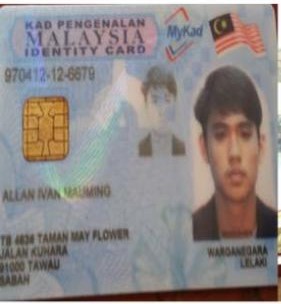 KAD PENGENALAN
MALAYSIA
IDENTITY CARD
MyKad
970412-12-6679
ALLAN IVAN MAUMING
TB 4636 TAMAN MAY FLOWER
JALAN KUHARA
91000 TAWAU
SABAH
WARGANEGARA
LELAKI